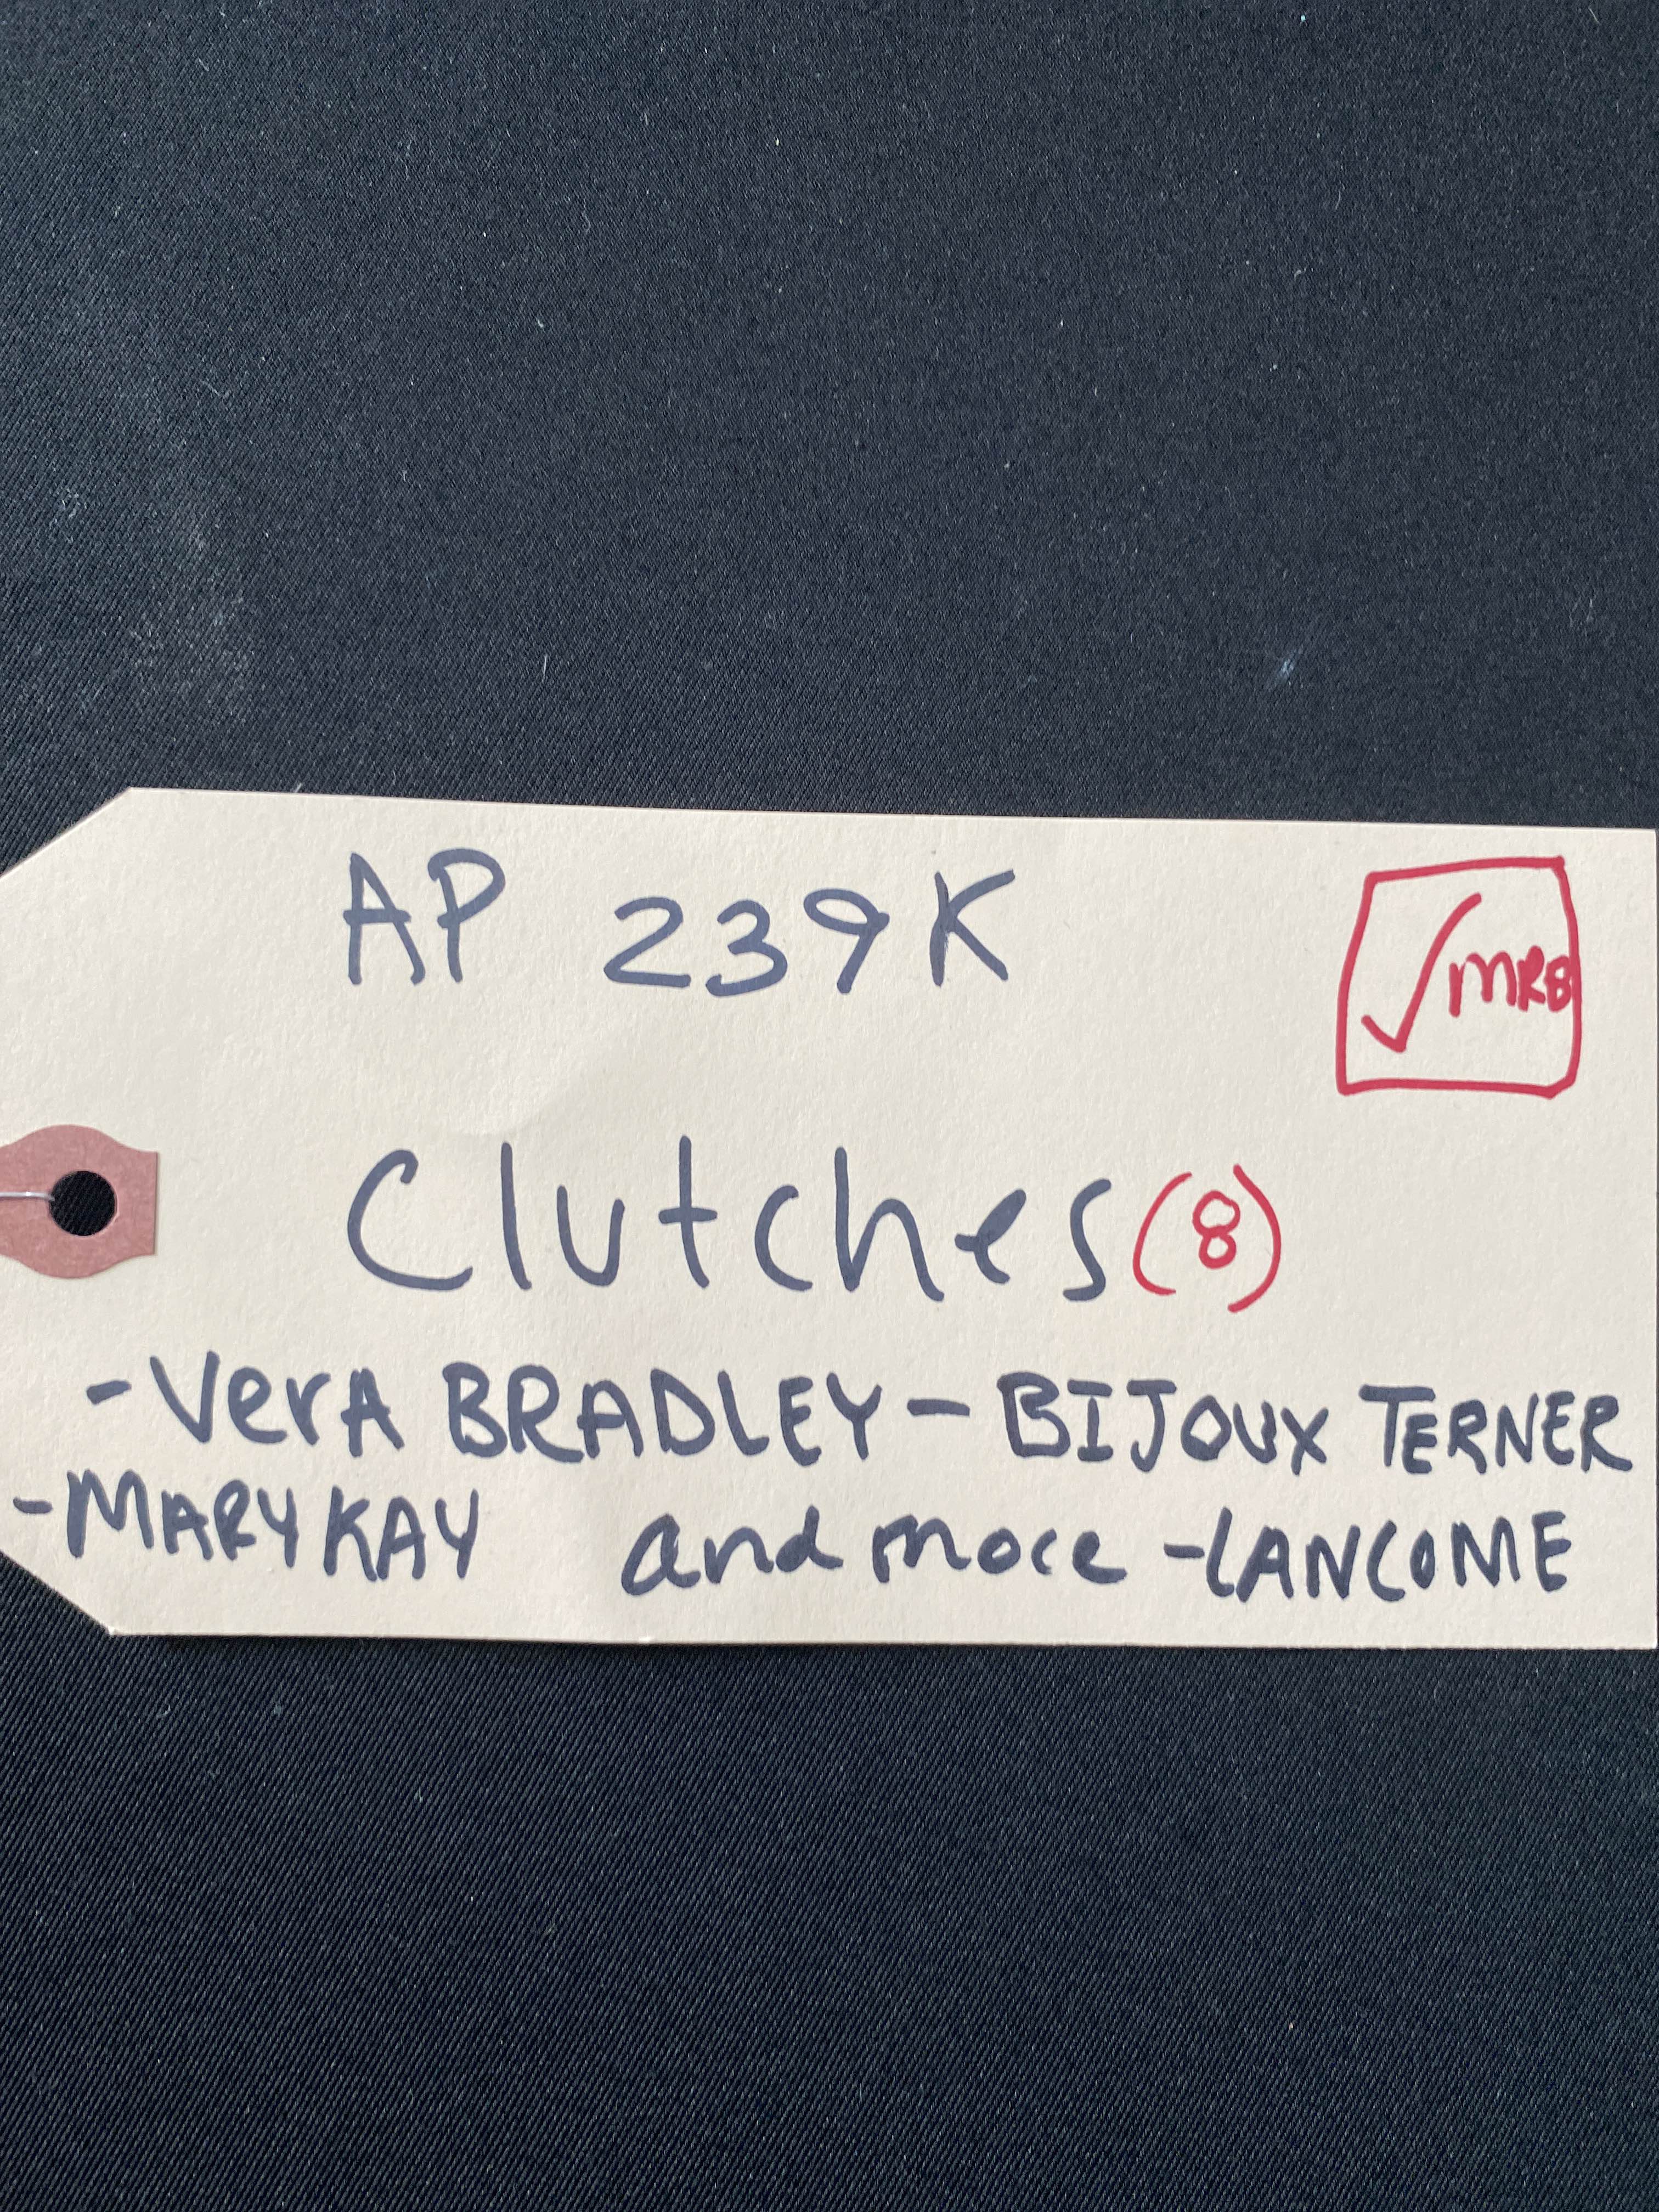 AP 239K
✓MRB
Clutches (8)
- VerA BRADLEY - BIJOUX TERNER
- MARY KAY and more - LANCOME